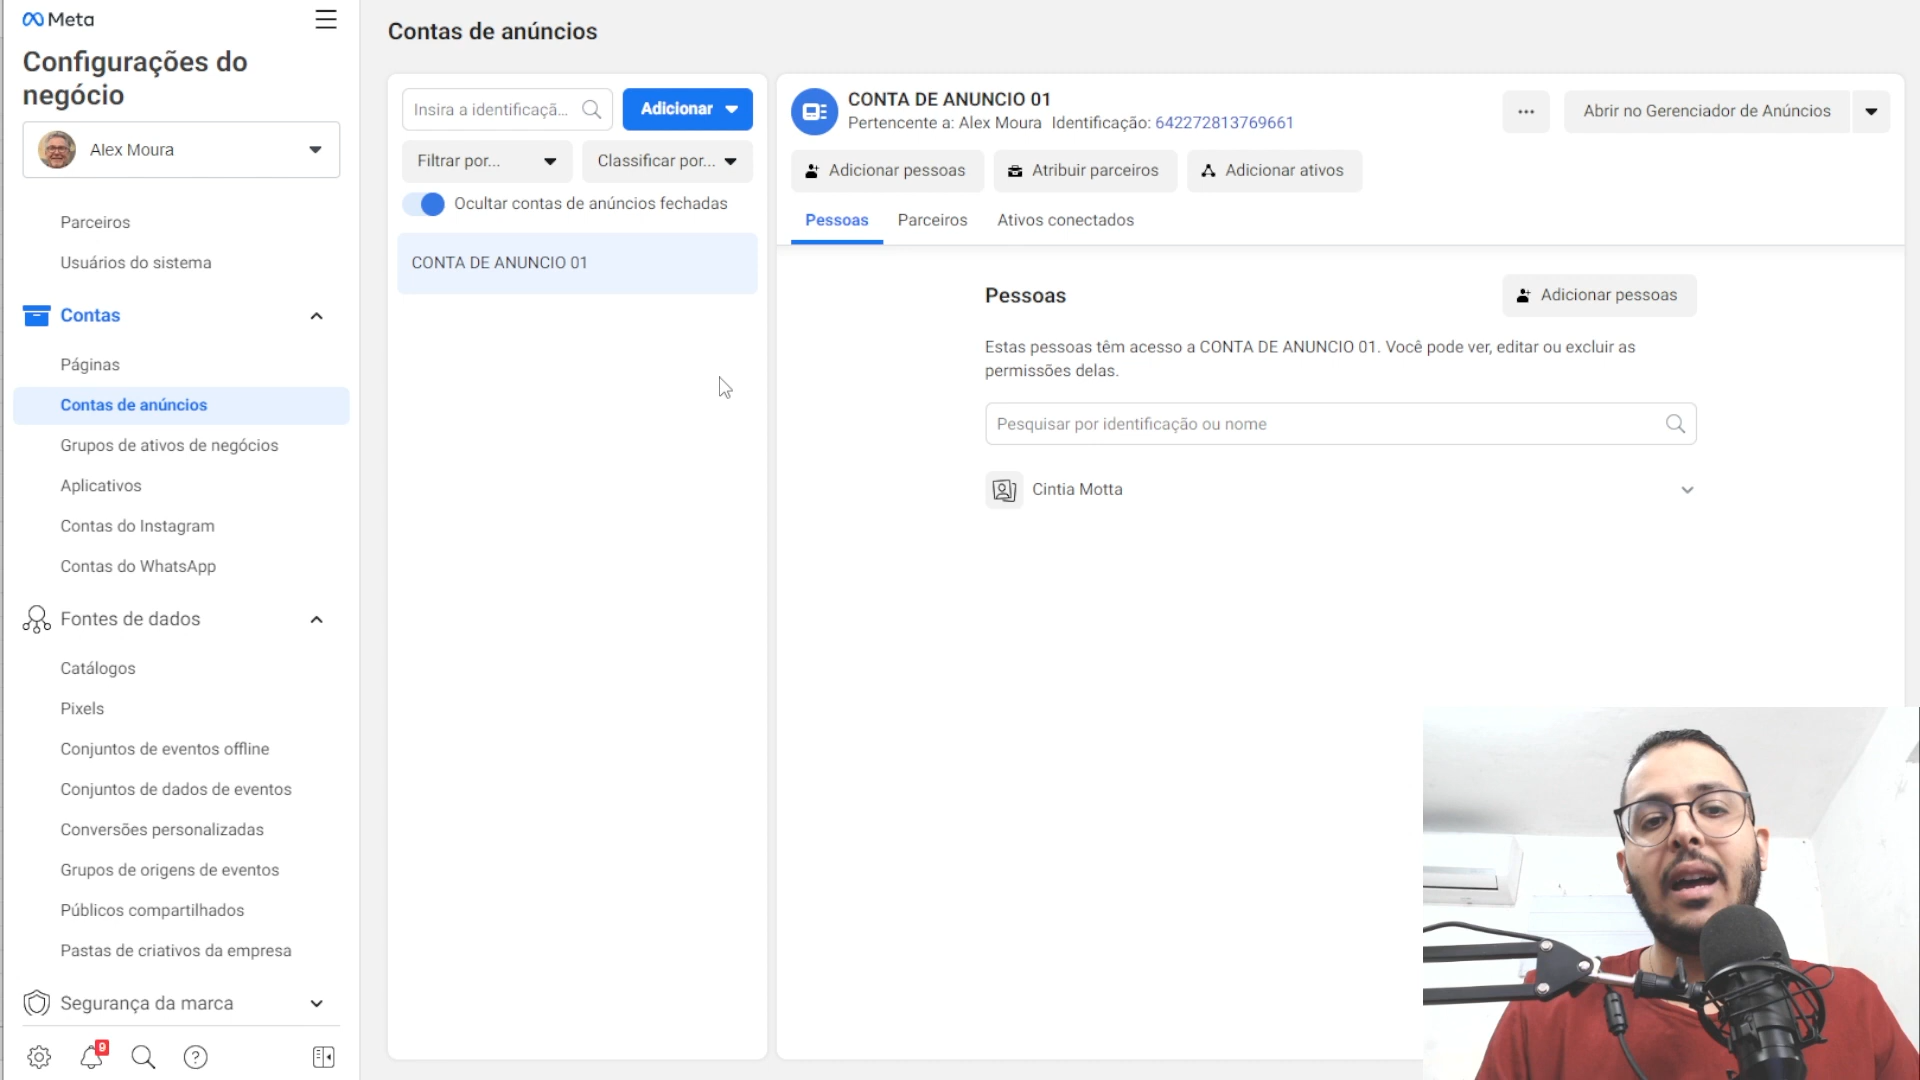 Meta
Configurações do
negócio
Alex Moura
Parceiros
Usuários do sistema
Contas
Páginas
Contas de anúncios
Grupos de ativos de negócios
Aplicativos
Contas do Instagram
Contas do WhatsApp
Fontes de dados
Catálogos
Pixels
Conjuntos de eventos offline
Conjuntos de dados de eventos
Conversões personalizadas
Grupos de origens de eventos
Públicos compartilhados
Pastas de criativos da empresa
Segurança da marca
9
Contas de anúncios
Insira a identificaçã...
Adicionar
Filtrar por...
Classificar por...
Ocultar contas de anúncios fechadas
CONTA DE ANUNCIO 01
CONTA DE ANUNCIO 01
Pertencente a: Alex Moura Identificação: 642272813769661
Abrir no Gerenciador de Anúncios
Adicionar pessoas
Atribuir parceiros
Adicionar ativos
Pessoas
Parceiros
Ativos conectados
Pessoas
Adicionar pessoas
Estas pessoas têm acesso a CONTA DE ANUNCIO 01. Você pode ver, editar ou excluir as
permissões delas.
Pesquisar por identificação ou nome
Cintia Motta